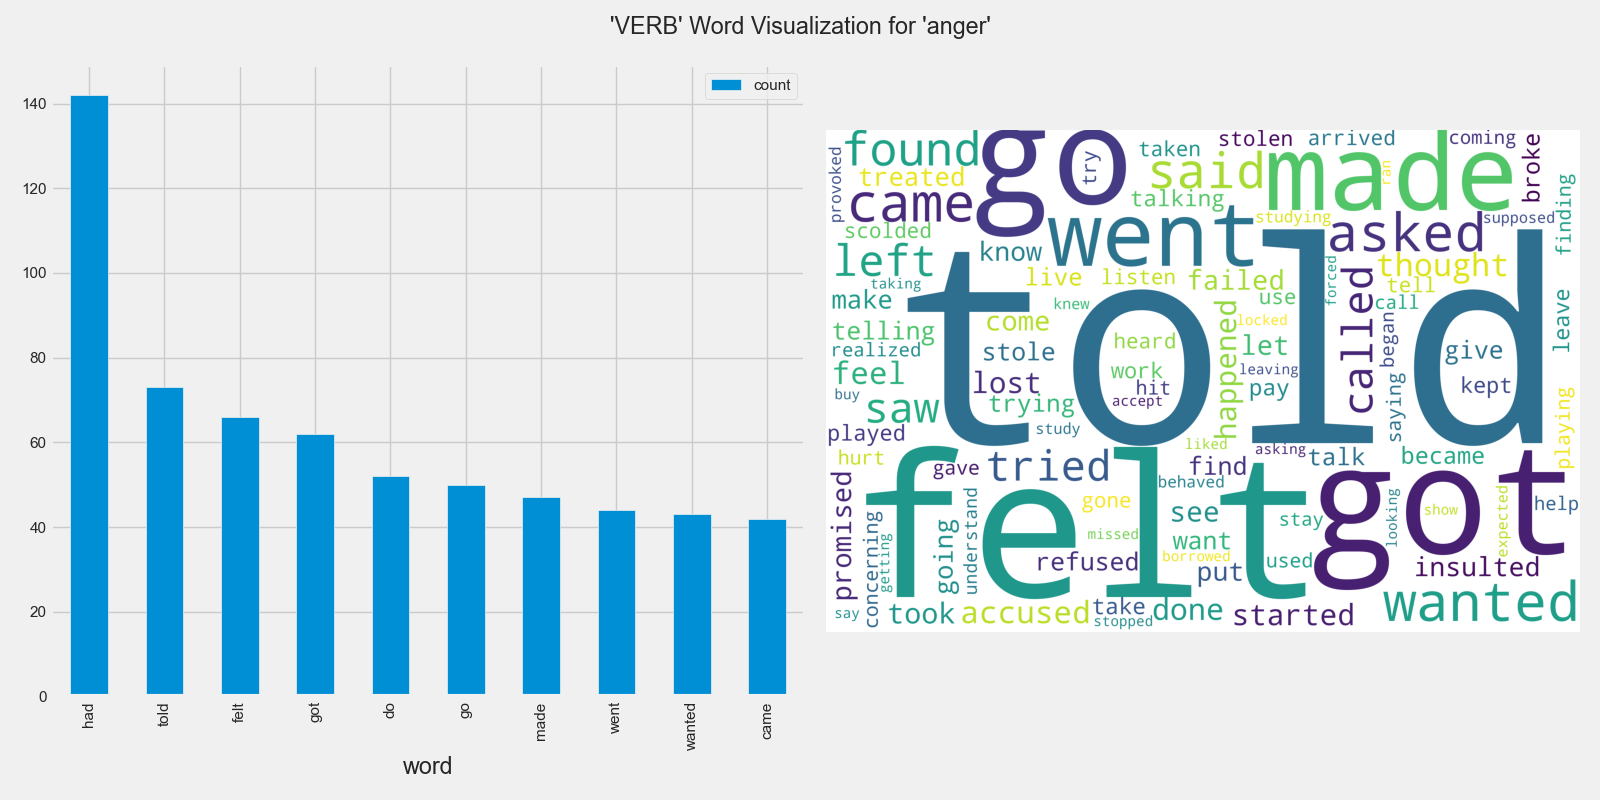 'VERB' Word Visualization for 'anger'
count
140
120
100
80
60
40
20
0
had
told
felt
got
do
go
made
went
wanted
came
word
provoked
found
go
try
taken
stolen
arrived
coming
broke
treated
said
made
ran
came
talking
studying
supposed
finding
scolded
went
asked
left
know
thought
taking
live
listen
failed
forced
tell
make
knew
use
call
leave
told
telling
come
locked
called
began
realized
stole
heard
happened
let
give
feel
lost
work
leaving
kept
buy
hit
pay
saw
trying
accept
saying
playing
played
study
liked
asking
talk
became
hurt
gave
tried
find
behaved
felt
got
promised
understand
gone
see
stay
looking
show
expected
help
concerning
getting
going
missed
want
refused
borrowed
used
put
insulted
say
took
accused
take
stopped
done
started
wanted